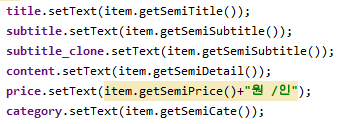 title.setText(item.getSemiTitle());
subtitle.setText(item.getSemiSubtitle());
subtitle_clone.setText(item.getSemiSubtitle());
content.setText(item.getSemiDetail());
price.setText(item.getSemiPrice()+"원 /인");
category.setText(item.getSemiCate());